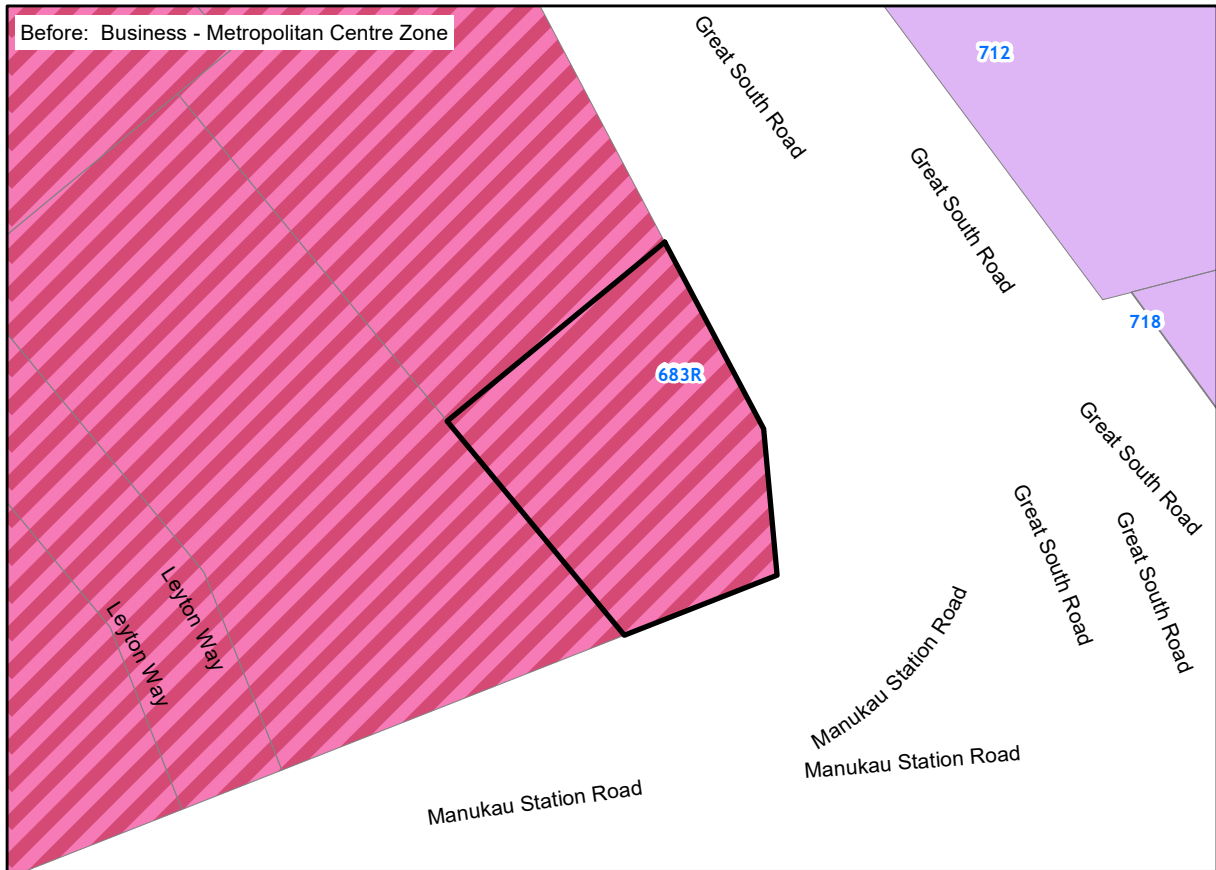 Before:  Business - Metropolitan Centre Zone
Great South Road
712
Great South Road
718
683R
Great South Road
Great South Road
Great South Road
Leyton Way
Leyton Way
Manukau Station Road
Manukau Station Road
Manukau Station Road